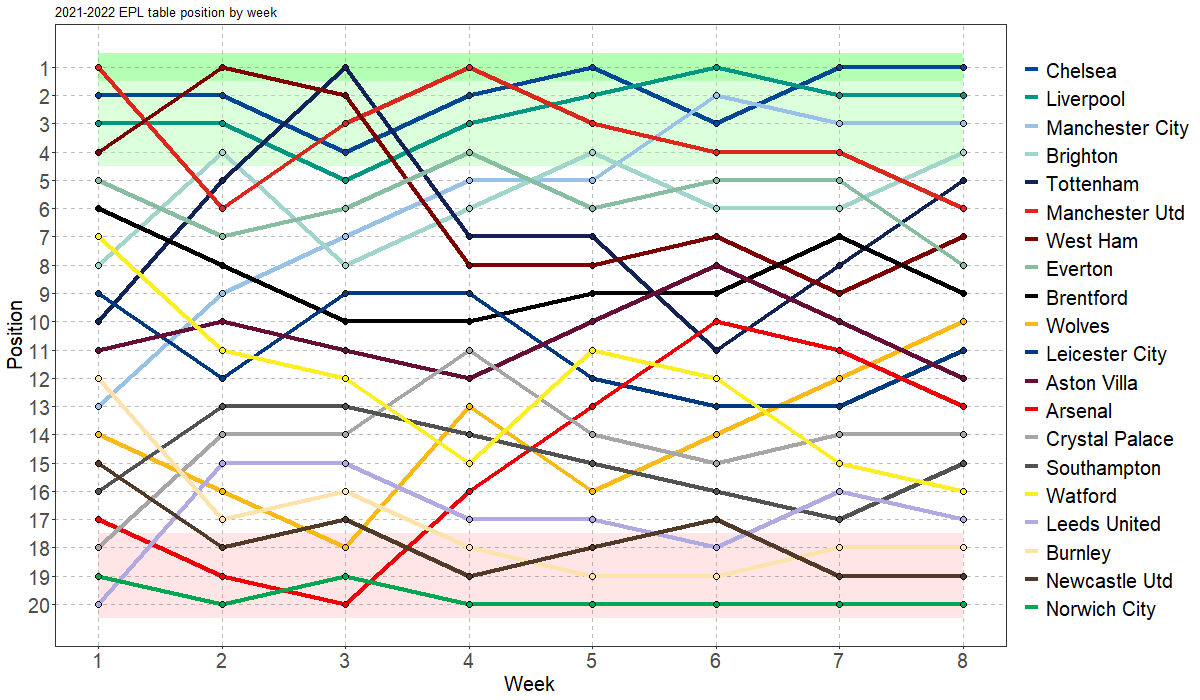 2021-2022 EPL table position by week
Position
1
2
3
4
5
6
7
8
9
10
11
12
13
14
15
16
17
18
19
20
1 2 3 4 5 6 7 8
Week
Chelsea
Liverpool
Manchester City
Brighton
Tottenham
Manchester Utd
West Ham
Everton
Brentford
Wolves
Leicester City
Aston Villa
Arsenal
Crystal Palace
Southampton
Watford
Leeds United
Burnley
Newcastle Utd
Norwich City